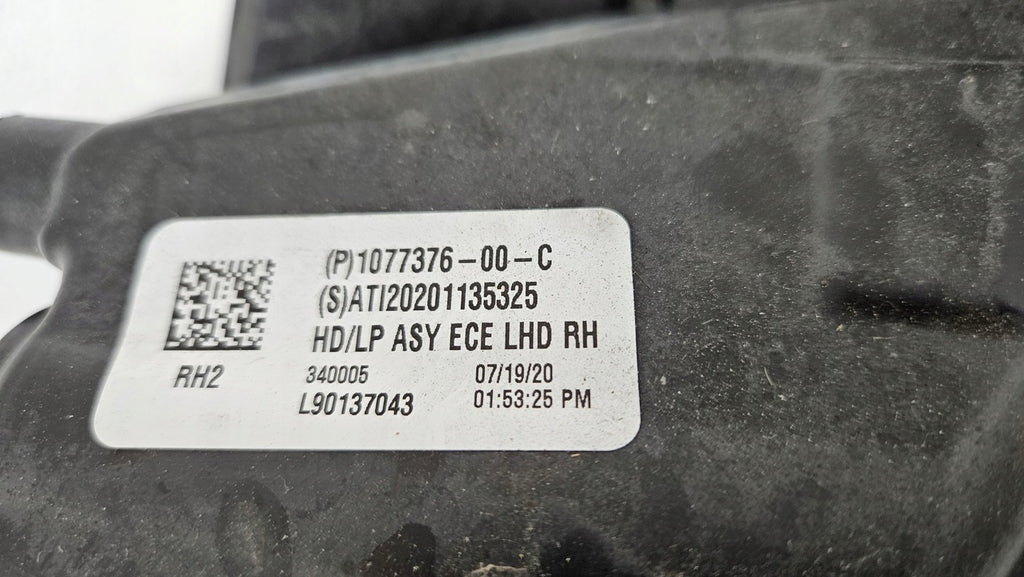 (P)1077376-00-C
(S)ATI20201135325
HD/LP ASY ECE LHD RH
RH2
340005 07/19/20
L90137043 01:53:25 PM